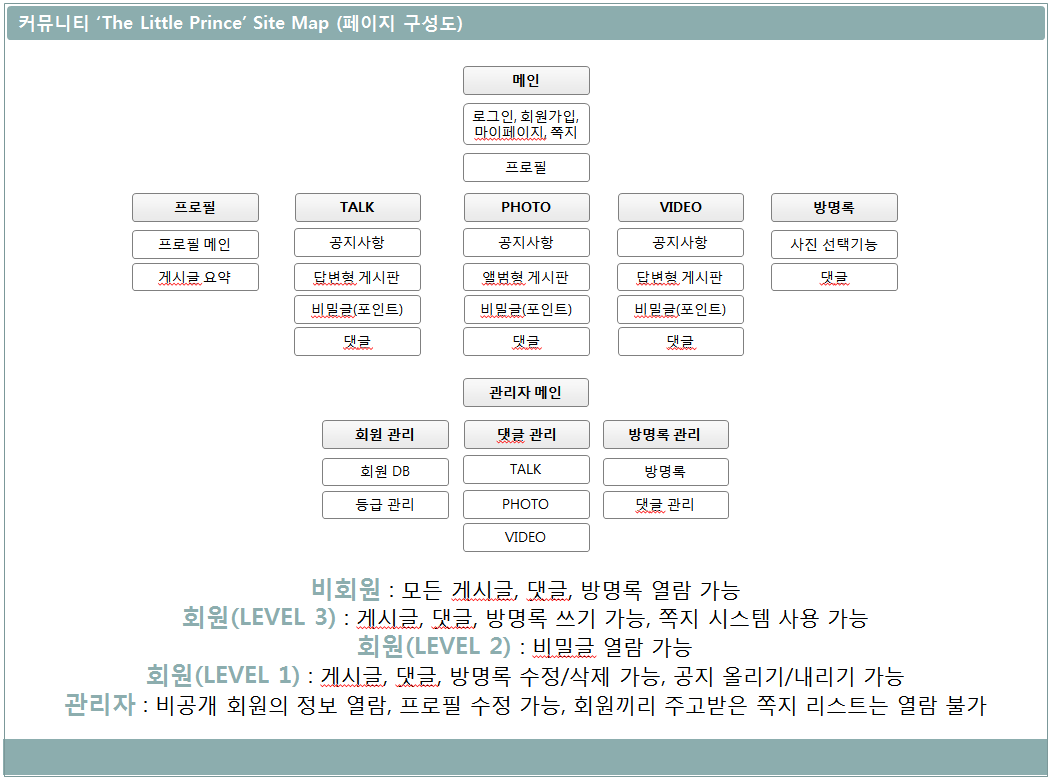 커뮤니티 ‘The Little Prince’ Site Map (페이지 구성도)
메인
로그인, 회원가입,
마이페이지, 쪽지
프로필
프로필
프로필 메인
게시글 요약
TALK
공지사항
답변형 게시판
비밀글(포인트)
댓글
PHOTO
공지사항
앨범형 게시판
비밀글(포인트)
댓글
VIDEO
공지사항
답변형 게시판
비밀글(포인트)
댓글
방명록
사진 선택기능
댓글
관리자 메인
회원 관리
회원 DB
등급 관리
댓글 관리
TALK
PHOTO
VIDEO
방명록 관리
방명록
댓글 관리
비회원 : 모든 게시글, 댓글, 방명록 열람 가능
회원(LEVEL 3) : 게시글, 댓글, 방명록 쓰기 가능, 쪽지 시스템 사용 가능
회원(LEVEL 2) : 비밀글 열람 가능
회원(LEVEL 1) : 게시글, 댓글, 방명록 수정/삭제 가능, 공지 올리기/내리기 가능
관리자 : 비공개 회원의 정보 열람, 프로필 수정 가능, 회원끼리 주고받은 쪽지 리스트는 열람 불가